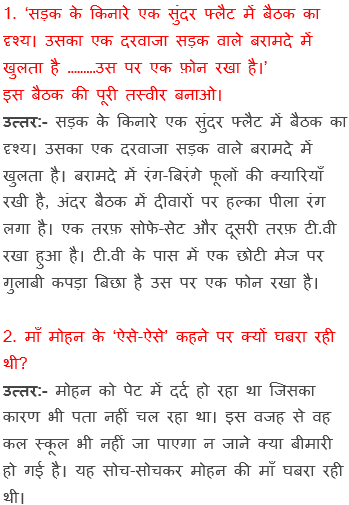 1. ‘सड़क के किनारे एक सुंदर फ्लैट में बैठक का
दृश्य। उसका एक दरवाजा सड़क वाले बरामदे में
खुलता है .........उस पर एक फ़ोन रखा है।’
इस बैठक की पूरी तस्वीर बनाओ।
उत्तर:- सड़क के किनारे एक सुंदर फ्लैट में बैठक का
दृश्य। उसका एक दरवाजा सड़क वाले बरामदे में
खुलता है। बरामदे में रंग-बिरंगे फूलों की क्यारियाँ
रखी है, अंदर बैठक में दीवारों पर हल्का पीला रंग
लगा है। एक तरफ़ सोफे-सेट और दूसरी तरफ़ टी.वी
रखा हुआ है। टी.वी के पास में एक छोटी मेज पर
गुलाबी कपड़ा बिछा है उस पर एक फोन रखा है।
2. माँ मोहन के ‘ऐसे-ऐसे’ कहने पर क्यों घबरा रही
थी?
उत्तर:- मोहन को पेट में दर्द हो रहा था जिसका
कारण भी पता नहीं चल रहा था। इस वजह से वह
कल स्कूल भी नहीं जा पाएगा न जाने क्या बीमारी
हो गई है। यह सोच-सोचकर मोहन की माँ घबरा रही
थी।